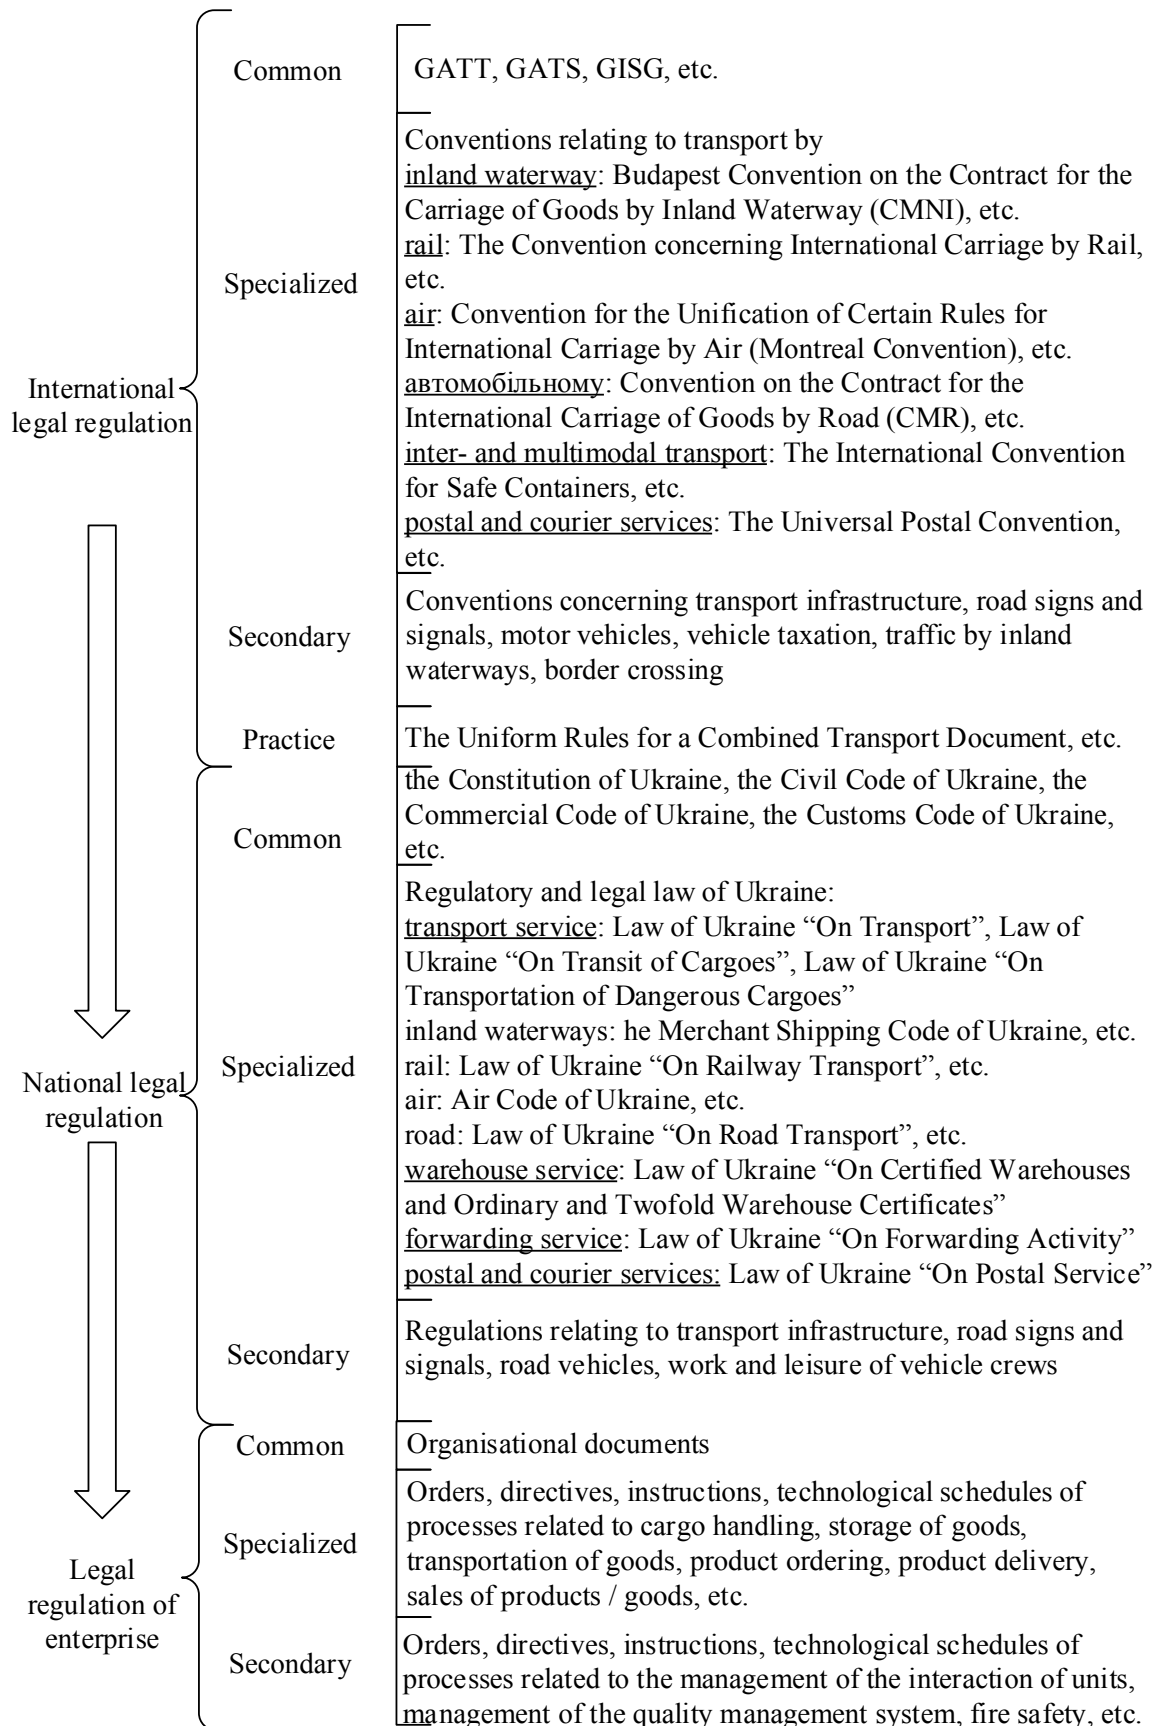 Common
GATT, GATS, GISG, etc.
International
legal regulation
Specialized
Conventions relating to transport by
inland waterway: Budapest Convention on the Contract for the
Carriage of Goods by Inland Waterway (CMNI), etc.
rail: The Convention concerning International Carriage by Rail,
etc.
air: Convention for the Unification of Certain Rules for
International Carriage by Air (Montreal Convention), etc.
автомобільному: Convention on the Contract for the
International Carriage of Goods by Road (CMR), etc.
inter- and multimodal transport: The International Convention
for Safe Containers, etc.
postal and courier services: The Universal Postal Convention,
etc.
Secondary
Conventions concerning transport infrastructure, road signs and
signals, motor vehicles, vehicle taxation, traffic by inland
waterways, border crossing
Practice
The Uniform Rules for a Combined Transport Document, etc.
National legal
regulation
Common
the Constitution of Ukraine, the Civil Code of Ukraine, the
Commercial Code of Ukraine, the Customs Code of Ukraine,
etc.
Specialized
Regulatory and legal law of Ukraine:
transport service: Law of Ukraine “On Transport”, Law of
Ukraine “On Transit of Cargoes”, Law of Ukraine “On
Transportation of Dangerous Cargoes”
inland waterways: he Merchant Shipping Code of Ukraine, etc.
rail: Law of Ukraine “On Railway Transport”, etc.
air: Air Code of Ukraine, etc.
road: Law of Ukraine “On Road Transport”, etc.
warehouse service: Law of Ukraine “On Certified Warehouses
and Ordinary and Twofold Warehouse Certificates”
forwarding service: Law of Ukraine “On Forwarding Activity”
postal and courier services: Law of Ukraine “On Postal Service”
Secondary
Regulations relating to transport infrastructure, road signs and
signals, road vehicles, work and leisure of vehicle crews
Legal
regulation of
enterprise
Common
Organisational documents
Specialized
Orders, directives, instructions, technological schedules of
processes related to cargo handling, storage of goods,
transportation of goods, product ordering, product delivery,
sales of products / goods, etc.
Secondary
Orders, directives, instructions, technological schedules of
processes related to the management of the interaction of units,
management of the quality management system, fire safety, etc.